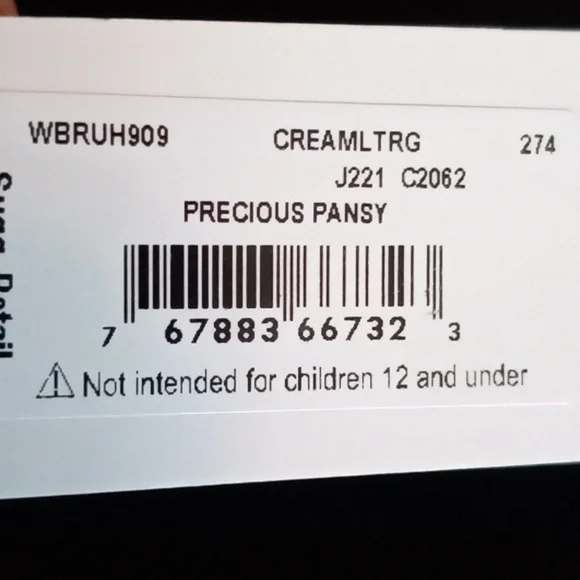 WBRUH909 CREAMLTRG 274
J221 C2062
PRECIOUS PANSY
7 67883 66732 3
⚠ Not intended for children 12 and under